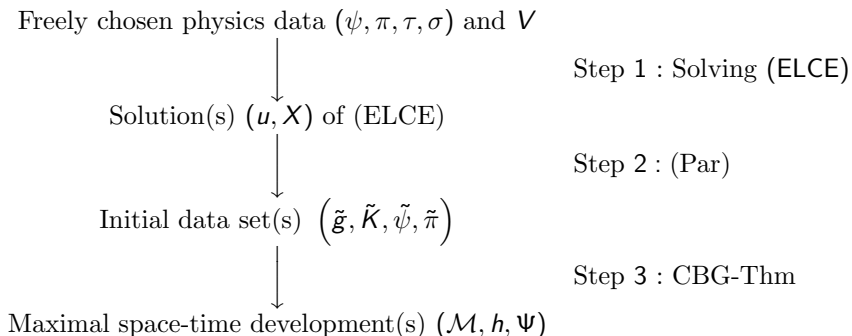 Freely chosen physics data (ψ, π, τ, σ) and V
Step 1 : Solving (ELCE)
Solution(s) (u, X) of (ELCE)
Step 2 : (Par)
Initial data set(s) (g̃, K̃, ψ̃, π̃)
Step 3 : CBG-Thm
Maximal space-time development(s) (ℳ, h, Ψ)